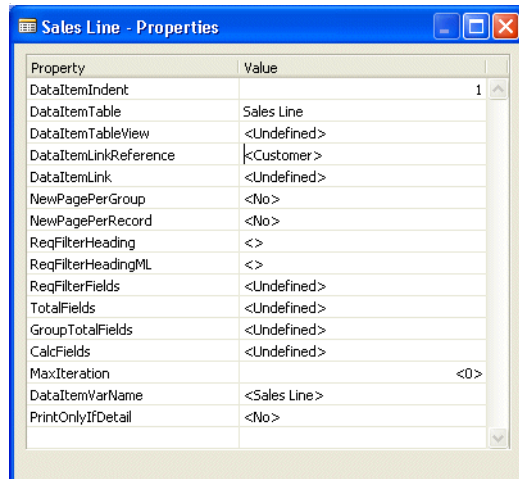 Sales Line - Properties
Property Value
DataItemIndent 1
DataItemTable Sales Line
DataItemTableView <Undefined>
DataItemLinkReference <Customer>
DataItemLink <Undefined>
NewPagePerGroup <No>
NewPagePerRecord <No>
ReqFilterHeading <>
ReqFilterHeadingML <>
ReqFilterFields <Undefined>
TotalFields <Undefined>
GroupTotalFields <Undefined>
CalcFields <Undefined>
MaxIteration <0>
DataItemVarName <Sales Line>
PrintOnlyIfDetail <No>